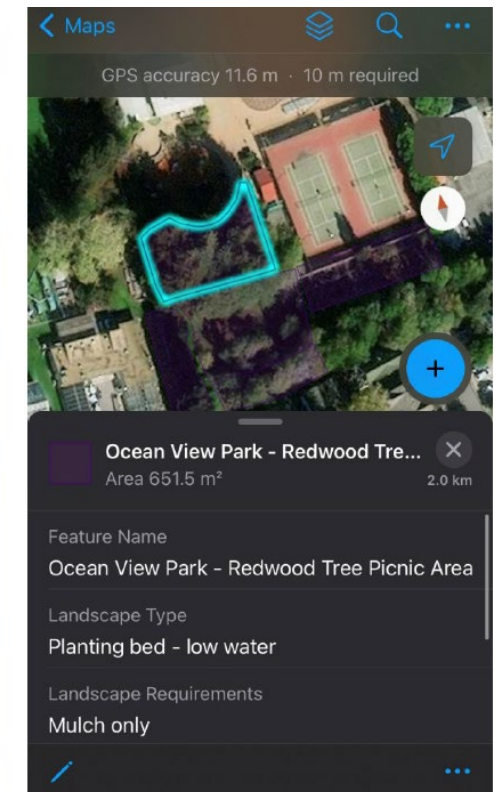 Maps
GPS accuracy 11.6 m · 10 m required
+
Ocean View Park - Redwood Tre...
Area 651.5 m²
2.0 km
Feature Name
Ocean View Park - Redwood Tree Picnic Area
Landscape Type
Planting bed - low water
Landscape Requirements
Mulch only